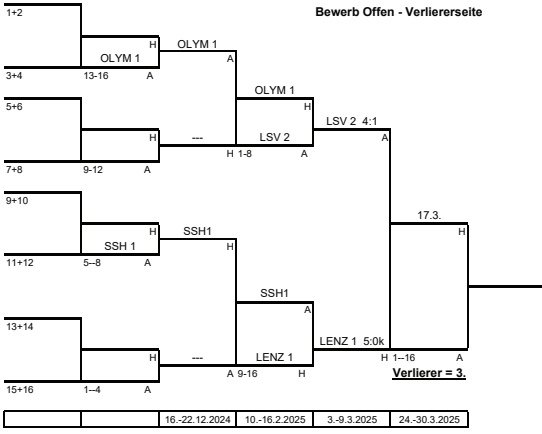 Bewerb Offen - Verliererseite
1+2
H
OLYM 1
OLYM 1
A
3+4
13-16
A
5+6
OLYM 1
H
LSV 2 4:1
A
H
---
LSV 2
7+8
9-12
A
H 1-8
A
9+10
17.3.
H
H
SSH 1
SSH1
H
11+12
5--8
A
13+14
SSH1
A
H
---
LENZ 1
LENZ 1 5:0k
H 1--16
A
15+16
1--4
A
A 9-16
H
Verlierer = 3.
16.-22.12.2024
10.-16.2.2025
3.-9.3.2025
24.-30.3.2025